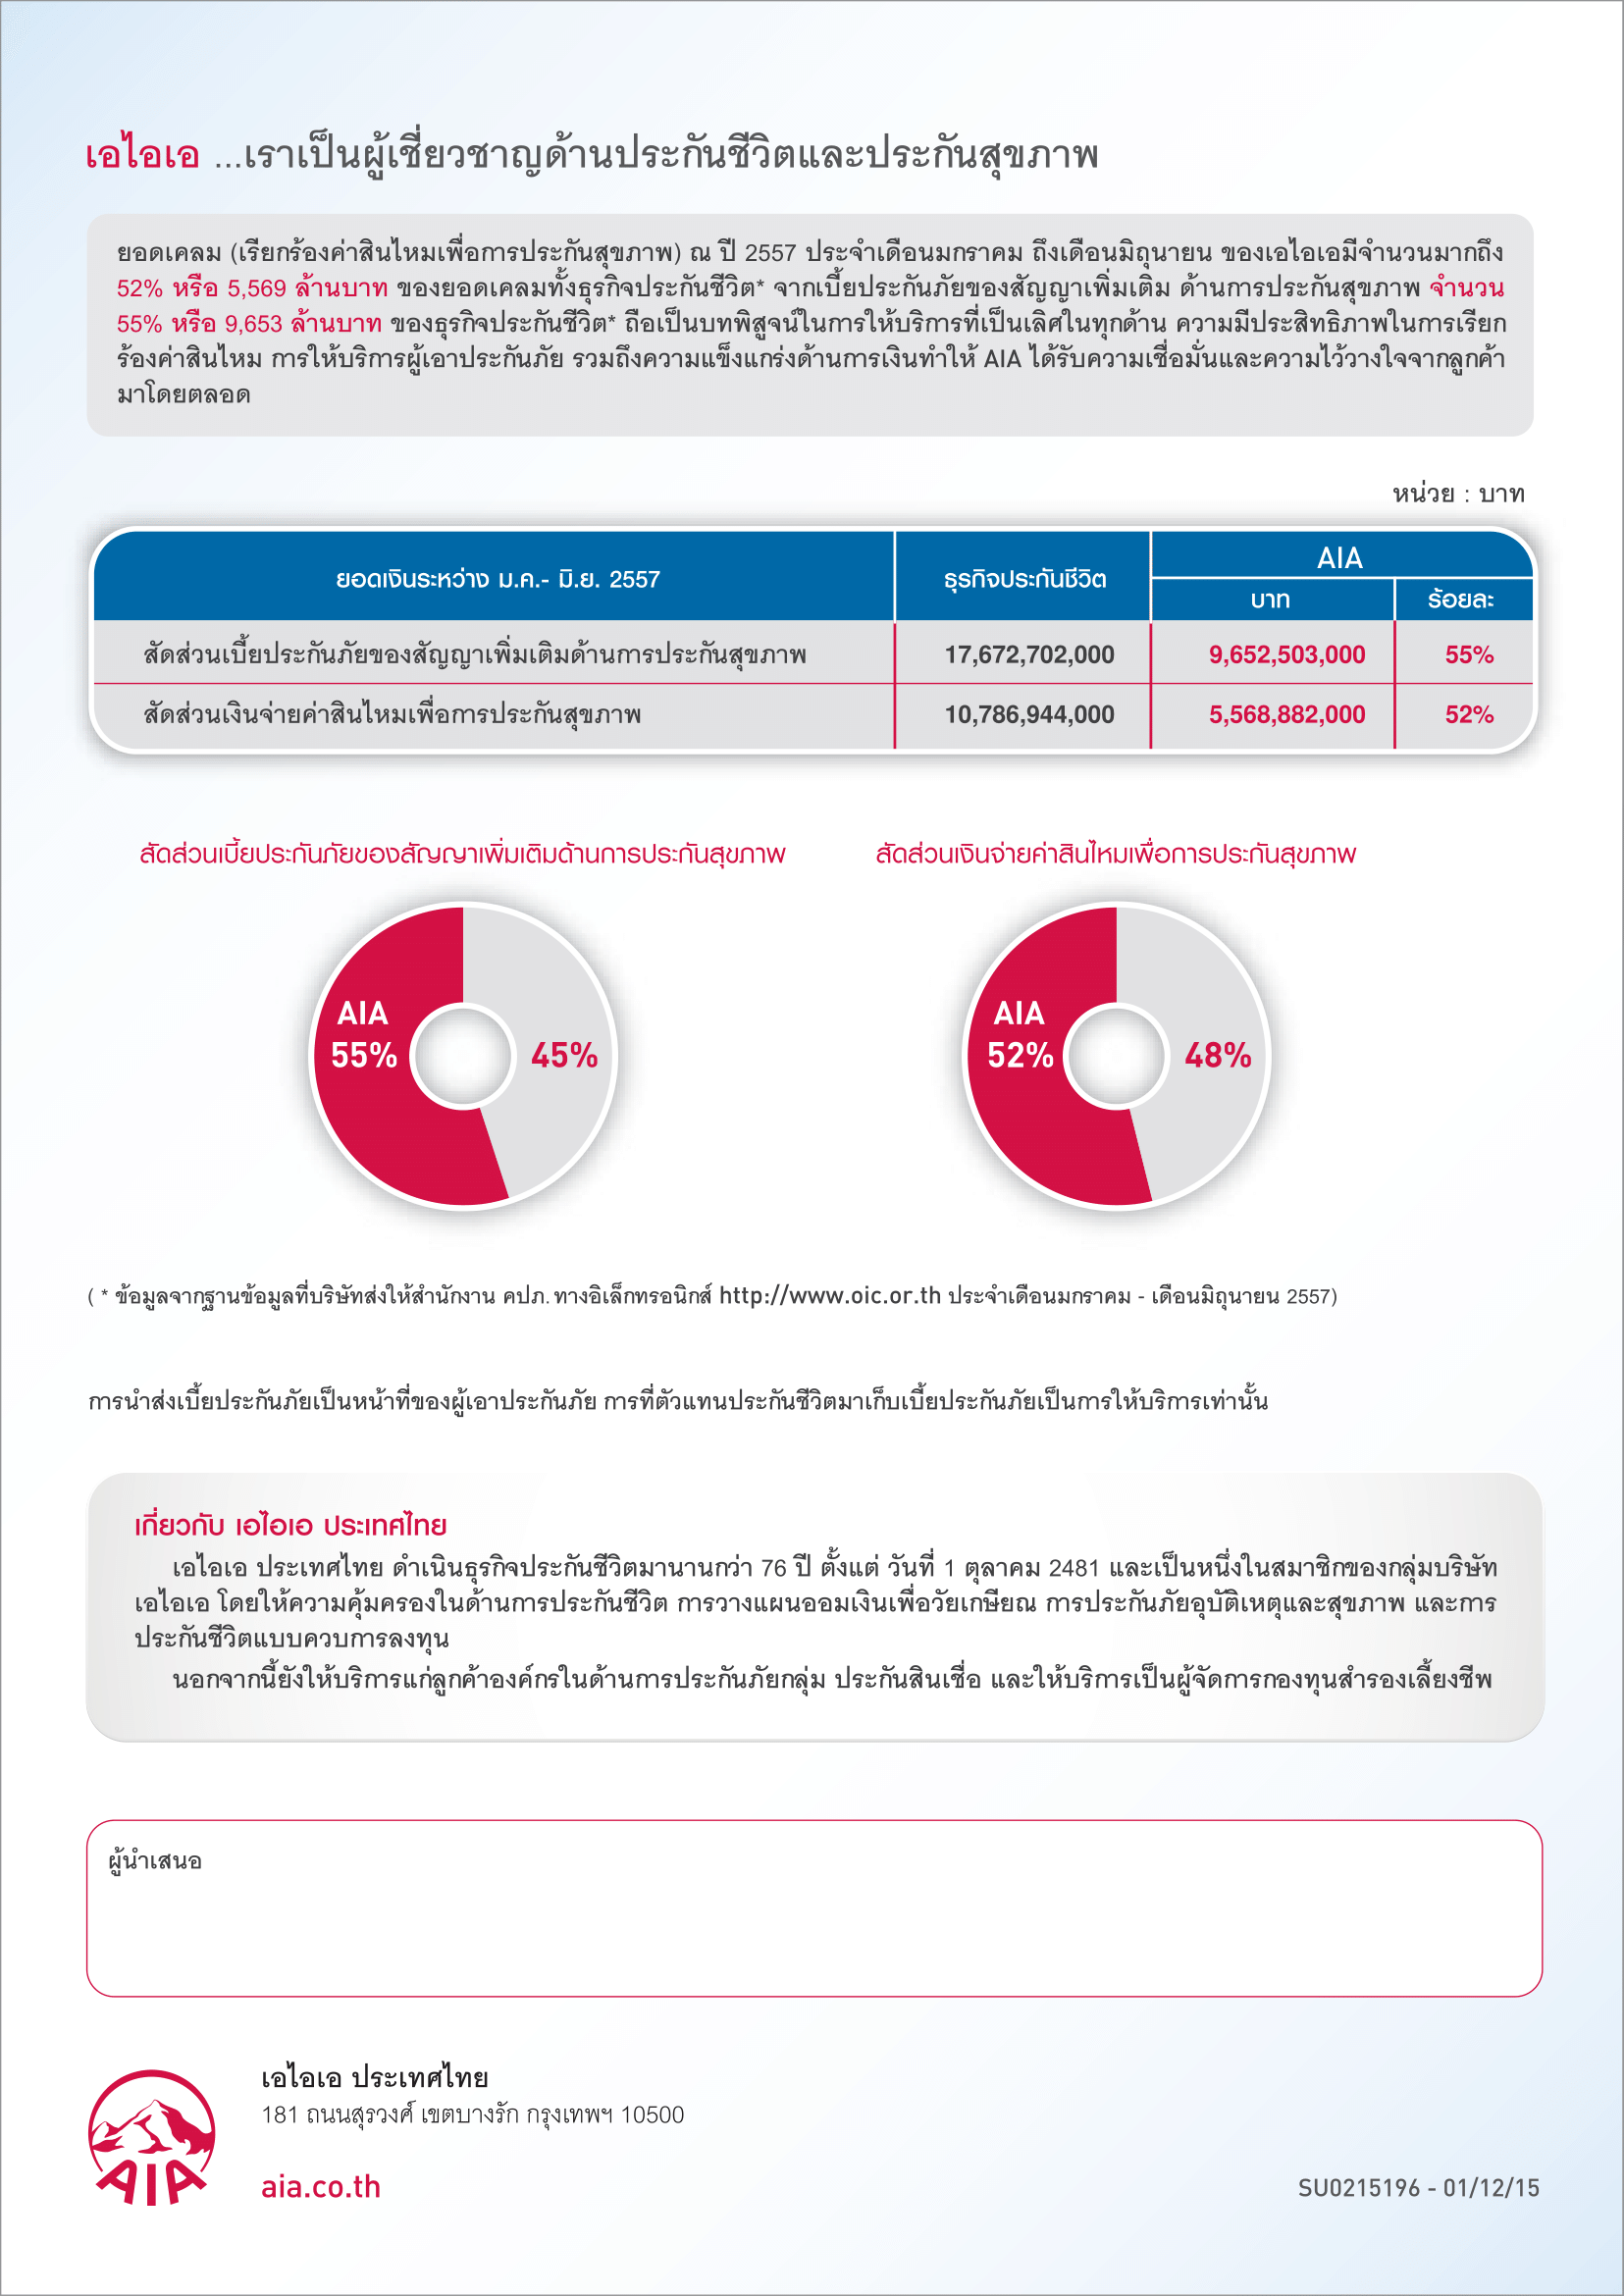 เอไอเอ ...เราเป็นผู้เชี่ยวชาญด้านประกันชีวิตและประกันสุขภาพ
ยอดเคลม (เรียกร้องค่าสินไหมเพื่อการประกันสุขภาพ) ณ ปี 2557 ประจำเดือนมกราคม ถึงเดือนมิถุนายน ของเอไอเอมีจำนวนมากถึง
52% หรือ 5,569 ล้านบาท ของยอดเคลมทั้งธุรกิจประกันชีวิต* จากเบี้ยประกันภัยของสัญญาเพิ่มเติม ด้านการประกันสุขภาพ จำนวน
55% หรือ 9,653 ล้านบาท ของธุรกิจประกันชีวิต* ถือเป็นบทพิสูจน์ในการให้บริการที่เป็นเลิศในทุกด้าน ความมีประสิทธิภาพในการเรียก
ร้องค่าสินไหม การให้บริการผู้เอาประกันภัย รวมถึงความแข็งแกร่งด้านการเงินทำให้ AIA ได้รับความเชื่อมั่นและความไว้วางใจจากลูกค้า
มาโดยตลอด
หน่วย : บาท
ยอดเงินระหว่าง ม.ค.- มิ.ย. 2557 ธุรกิจประกันชีวิต AIA
บาท ร้อยละ
สัดส่วนเบี้ยประกันภัยของสัญญาเพิ่มเติมด้านการประกันสุขภาพ 17,672,702,000 9,652,503,000 55%
สัดส่วนเงินจ่ายค่าสินไหมเพื่อการประกันสุขภาพ 10,786,944,000 5,568,882,000 52%
สัดส่วนเบี้ยประกันภัยของสัญญาเพิ่มเติมด้านการประกันสุขภาพ
AIA
55% 45%
สัดส่วนเงินจ่ายค่าสินไหมเพื่อการประกันสุขภาพ
AIA
52% 48%
( * ข้อมูลจากฐานข้อมูลที่บริษัทส่งให้สำนักงาน คปภ. ทางอิเล็กทรอนิกส์ http://www.oic.or.th ประจำเดือนมกราคม - เดือนมิถุนายน 2557)
การนำส่งเบี้ยประกันภัยเป็นหน้าที่ของผู้เอาประกันภัย การที่ตัวแทนประกันชีวิตมาเก็บเบี้ยประกันภัยเป็นการให้บริการเท่านั้น
เกี่ยวกับ เอไอเอ ประเทศไทย
เอไอเอ ประเทศไทย ดำเนินธุรกิจประกันชีวิตมานานกว่า 76 ปี ตั้งแต่ วันที่ 1 ตุลาคม 2481 และเป็นหนึ่งในสมาชิกของกลุ่มบริษัท
เอไอเอ โดยให้ความคุ้มครองในด้านการประกันชีวิต การวางแผนออมเงินเพื่อวัยเกษียณ การประกันภัยอุบัติเหตุและสุขภาพ และการ
ประกันชีวิตแบบควบการลงทุน
นอกจากนี้ยังให้บริการแก่ลูกค้าองค์กรในด้านการประกันภัยกลุ่ม ประกันสินเชื่อ และให้บริการเป็นผู้จัดการกองทุนสำรองเลี้ยงชีพ
ผู้นำเสนอ
เอไอเอ ประเทศไทย
181 ถนนสุรวงศ์ เขตบางรัก กรุงเทพฯ 10500
AIA
aia.co.th
SU0215196 - 01/12/15